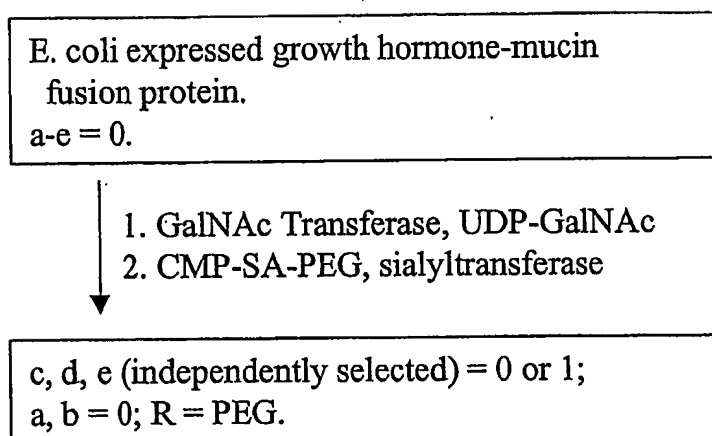 E. coli expressed growth hormone-mucin
fusion protein.
a-e = 0.
1. GalNAc Transferase, UDP-GalNAc
2. CMP-SA-PEG, sialyltransferase
c, d, e (independently selected) = 0 or 1;
a, b = 0; R = PEG.